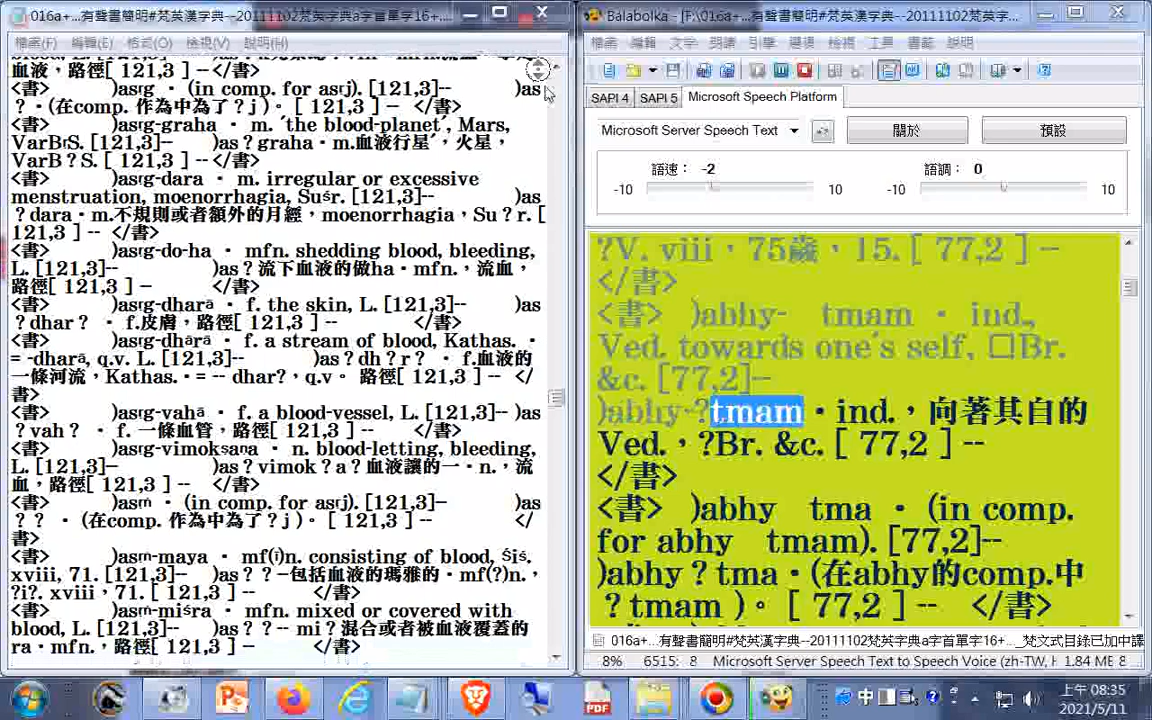 016a+...有聲書簡明#梵英漢字典--20111102梵英字典a字首單字16+...
檔案(F) 編輯(E) 格式(O) 檢視(V) 說明(H)
血液，路徑[ 121,3] --</書>
<書> )asṛg • (in comp. for asṛj). [121,3]-- )as
？•(在comp. 作為中為了？j )。 [ 121,3 ] -- </書>
<書> )asṛg-graha • m. 'the blood-planet', Mars,
VarBṛS. [121,3]-- )as？graha • m.血液行星'，火星，
VarB？S. [ 121,3 ] --</書>
<書> )asṛg-dara • m. irregular or excessive
menstruation, moenorrhagia, Suśr. [121,3]-- )as
？dara • m.不規則或者額外的月經，moenorrhagia，Su？r. [
121,3 ] -- </書>
<書> )asṛg-do-ha • mfn. shedding blood, bleeding,
L. [121,3]-- )as？流下血液的做ha • mfn.，流血，
路徑[ 121,3 ] -- </書>
<書> )asṛg-dharā • f. the skin, L. [121,3]-- )as
？dhar？ • f.皮膚，路徑[ 121,3 ] -- </書>
<書> )asṛg-dhārā • f. a stream of blood, Kathas. •
= -dharā, q.v. L. [121,3]-- )as？dh？r？ • f.血液的
一條河流，Kathas. • = -- dhar?，q.v。 路徑[ 121,3 ] -- </
書>
<書> )asṛg-vahā • f. a blood-vessel, L. [121,3]-- )as
？vah？ • f. 一條血管，路徑[ 121,3 ] -- </書>
<書> )asṛg-vimokṣaṇa • n. blood-letting, bleeding,
L. [121,3]-- )as？vimok？a？血液讓的一 • n.，流
血，路徑[ 121,3 ] -- </書>
<書> )asṛṅ • (in comp. for asṛj). [121,3]-- )as
？？ • (在comp. 作為中為了？j )。 [ 121,3 ] -- </
書>
<書> )asṛṅ-maya • mf(ī)n. consisting of blood, Śiś.
xviii, 71. [121,3]-- )as？？--包括血液的瑪雅的 • mf(?)n.，
?i?. xviii，71. [ 121,3 ] -- </書>
<書> )asṛṅ-miśra • mfn. mixed or covered with
blood, L. [121,3]-- )as？？-- mi？混合或者被血液覆蓋的
ra • mfn.，路徑[ 121,3 ] -- </書>
Balabolka - [F:\016a+...有聲書簡明#梵英漢字典--20111102梵英字...
檔案 編輯 文字 朗讀 引擎 選項 檢視 工具 書籤 說明
SAPI 4 SAPI 5 Microsoft Speech Platform
Microsoft Server Speech Text 關於 預設
語速： -2 語調： 0
-10 10 -10 10
?V. viii，75歲，15. [ 77,2 ] --
</書>
<書> )abhy- tmam • ind.,
Ved. towards one's self, □Br.
&c. [77,2]--
)abhy-？tmam • ind.，向著其自的
Ved.，?Br. &c. [ 77,2 ] --
</書>
<書> )abhy tma • (in comp.
for abhy tmam). [77,2]--
)abhy？tma • (在abhy的comp.中
？tmam )。 [ 77,2 ] -- </書>
016a+...有聲書簡明#梵英漢字典--20111102梵英字典a字首單字16+..._梵文式目錄已加中譯
8% 6515: 8 Microsoft Server Speech Text to Speech Voice (zh-TW, H 1.84 MB 8
中
上午 08:35
2021/5/11